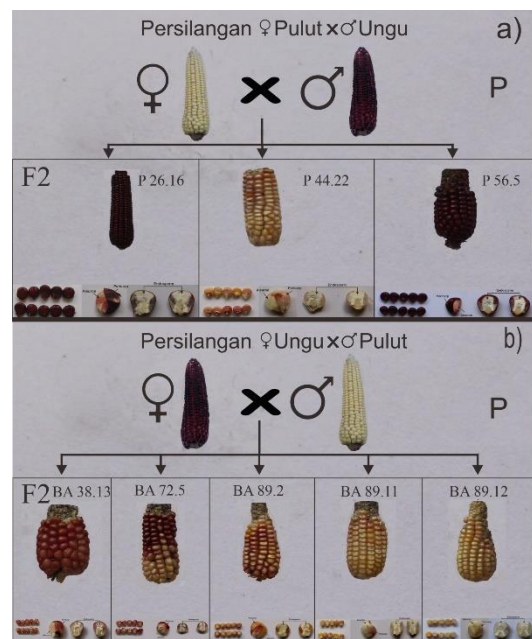 Persilangan ♀Pulut x♂Ungu
a)
P
F2
P 26.16
P 44.22
P 56.5
Persilangan ♀Ungu x♂Pulut
b)
P
F2
BA 38.13
BA 72.5
BA 89.2
BA 89.11
BA 89.12